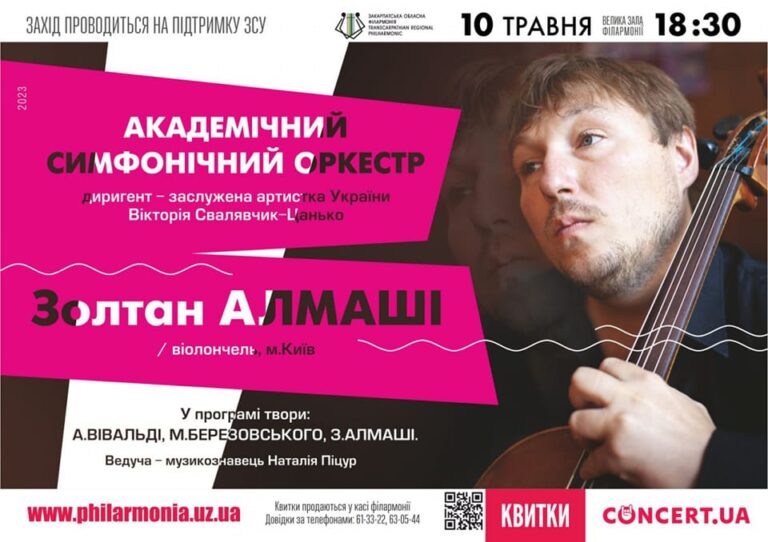 ЗАХІД ПРОВОДИТЬСЯ НА ПІДТРИМКУ ЗСУ
ЗАКАРПАТСЬКА ОБЛАСНА
ФІЛАРМОНІЯ
TRANSCARPATHIAN REGIONAL
PHILHARMONIC
10 ТРАВНЯ
ВЕЛИКА ЗАЛА
ФІЛАРМОНІЇ
18:30
2023
АКАДЕМІЧНИЙ
СИМФОНІЧНИЙ ОРКЕСТР
диригент – заслужена артистка України
Вікторія Свалявчик-Цанько
Золтан АЛМАШІ
/ віолончель, м.Київ
У програмі твори:
А.ВІВАЛЬДІ, М.БЕРЕЗОВСЬКОГО, З.АЛМАШІ.
Ведуча – музикознавець Наталія Піцур
www.philarmonia.uz.ua
Квитки продаються у касі філармонії
Довідки за телефонами: 61-33-22, 63-05-44
КВИТКИ
CONCERT.UA